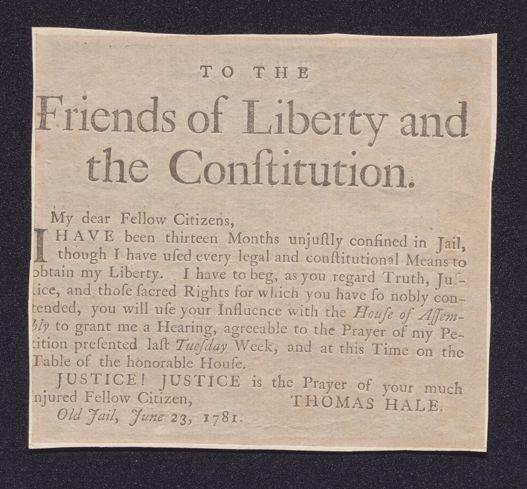 TO THE
Friends of Liberty and
the Conſtitution.
My dear Fellow Citizens,
I HAVE been thirteen Months unjuſtly confined in Jail,
though I have uſed every legal and conſtitutional Means to
obtain my Liberty. I have to beg, as you regard Truth, Juſ-
tice, and thoſe ſacred Rights for which you have ſo nobly con-
tended, you will uſe your Influence with the Houſe of Aſſem-
bly to grant me a Hearing, agreeable to the Prayer of my Pe-
tition preſented laſt Tueſday Week, and at this Time on the
Table of the honorable Houſe.
JUSTICE! JUSTICE is the Prayer of your much
injured Fellow Citizen, THOMAS HALE.
Old Jail, June 23, 1781.